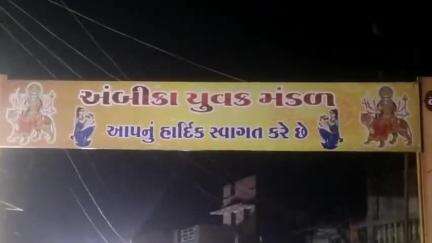 અંબીકા યુવક મંડળ
આપનું હાર્દિક સ્વાગત કરે છે